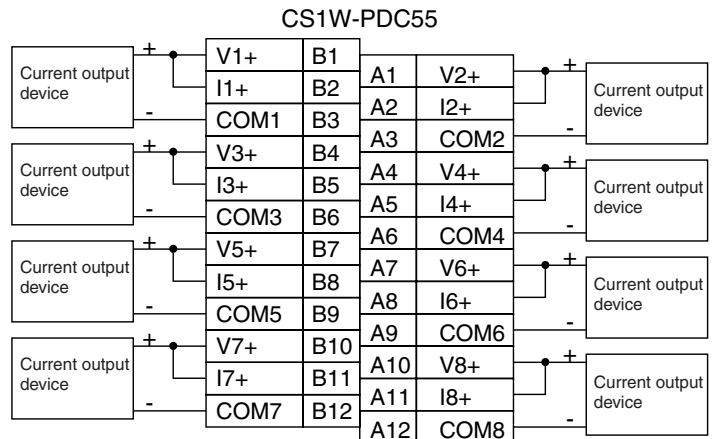 CS1W-PDC55
Current output
device
+
-
V1+ B1
I1+ B2
COM1 B3
Current output
device
+
-
V3+ B4
I3+ B5
COM3 B6
Current output
device
+
-
V5+ B7
I5+ B8
COM5 B9
Current output
device
+
-
V7+ B10
I7+ B11
COM7 B12
A1 V2+
A2 I2+
A3 COM2
+
-
Current output
device
A4 V4+
A5 I4+
A6 COM4
+
-
Current output
device
A7 V6+
A8 I6+
A9 COM6
+
-
Current output
device
A10 V8+
A11 I8+
A12 COM8
+
-
Current output
device